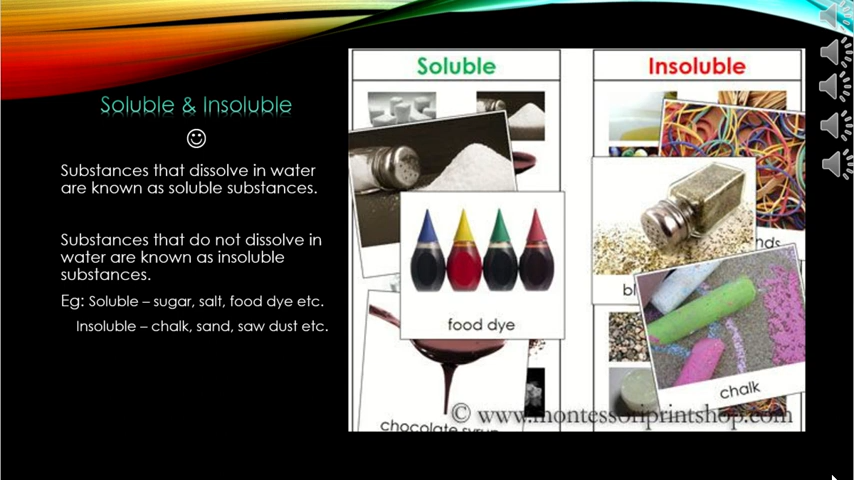 Soluble & Insoluble
Substances that dissolve in water
are known as soluble substances.
Substances that do not dissolve in
water are known as insoluble
substances.
Eg: Soluble – sugar, salt, food dye etc.
Insoluble – chalk, sand, saw dust etc.
Soluble
food dye
chocolate syrup
Insoluble
chalk
© www.montessoriprintshop.com